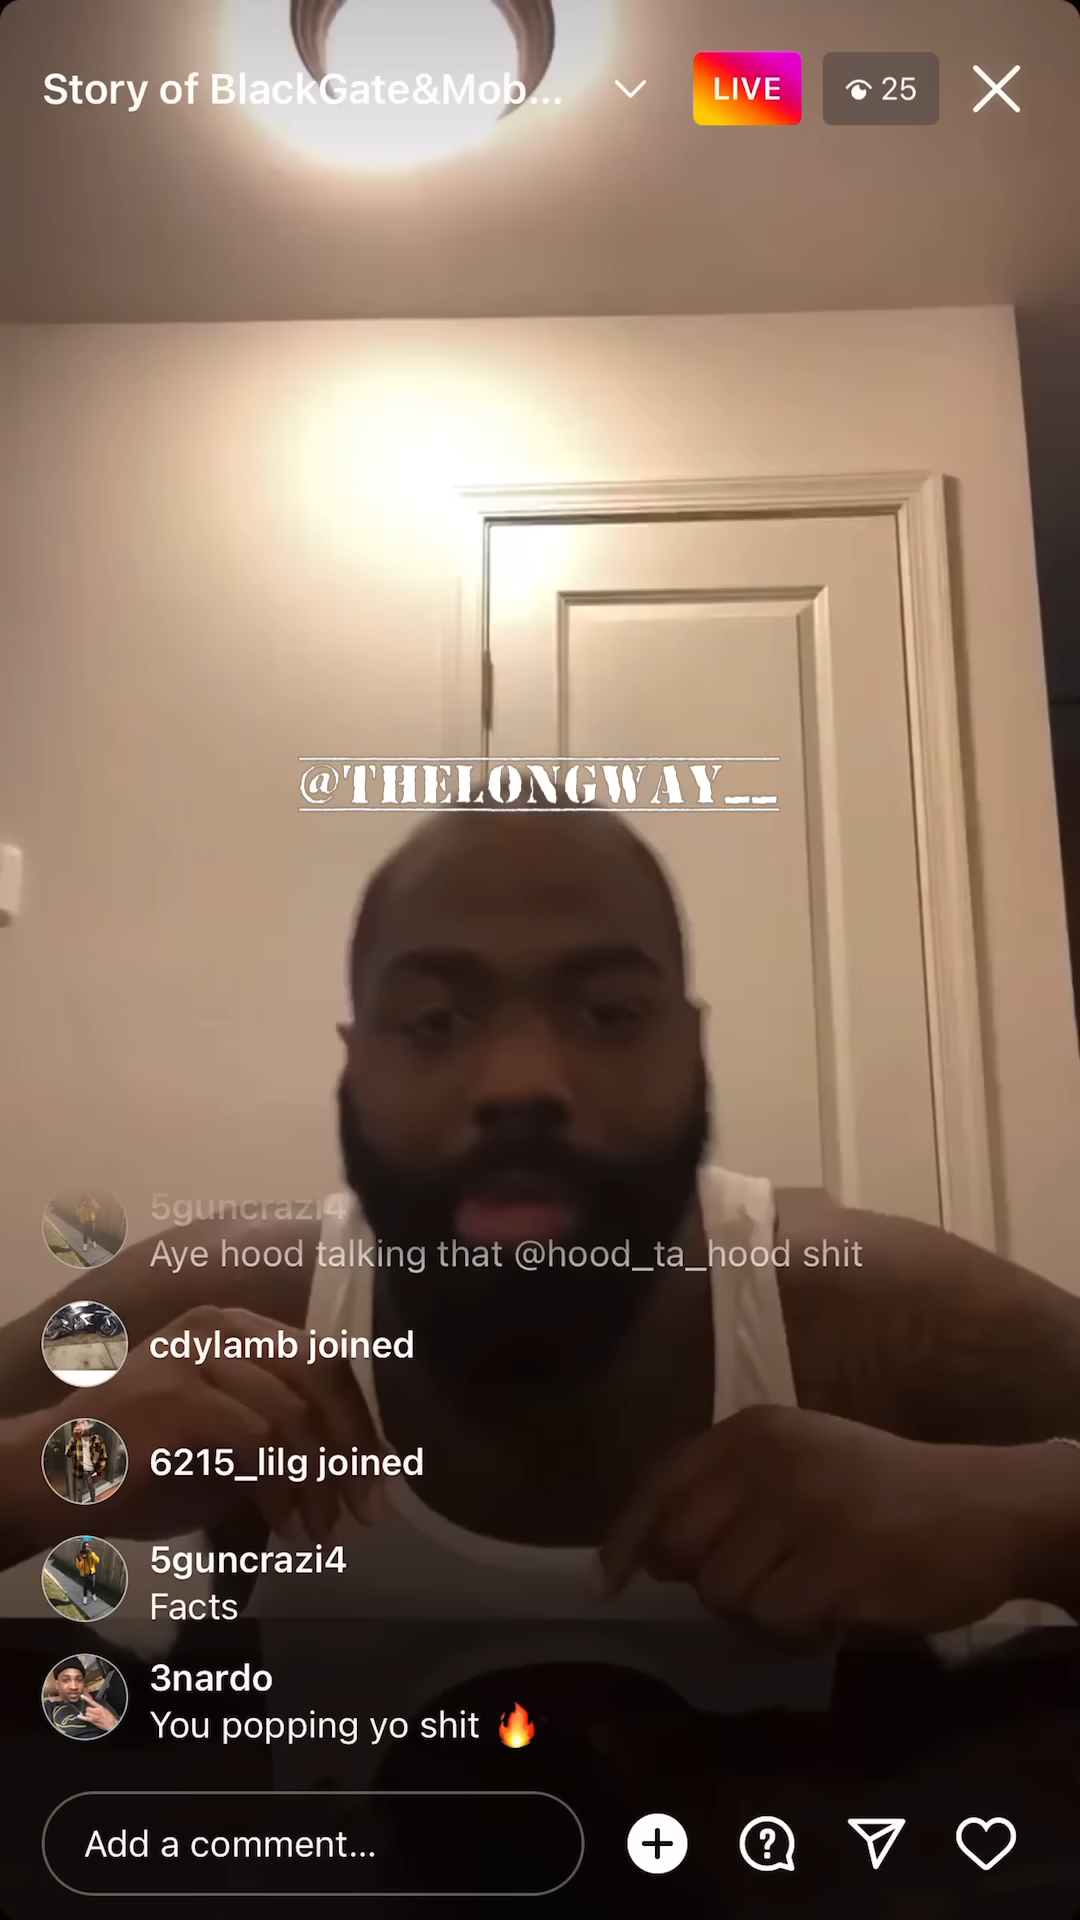 Story of BlackGate&Mob...
LIVE
25
@THELONGWAY__
5guncrazi4
Aye hood talking that @hood_ta_hood shit
cdylamb joined
6215_lilg joined
5guncrazi4
Facts
3nardo
You popping yo shit 🔥
Add a comment...